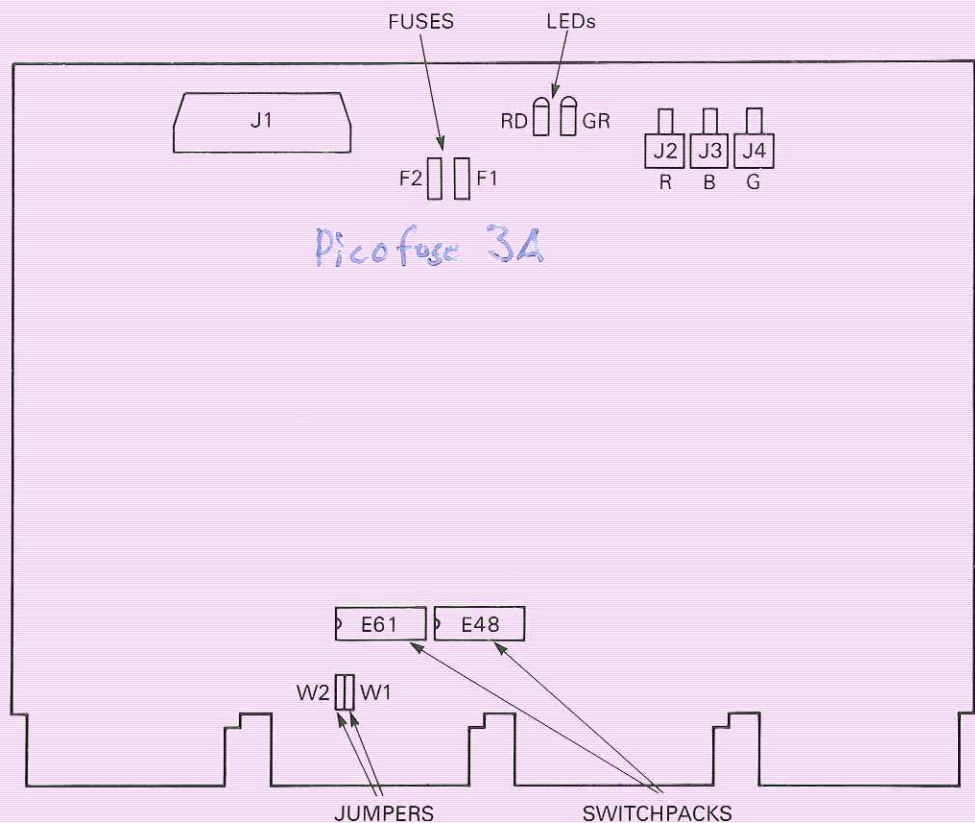 FUSES LEDs
J1
RD GR
J2 J3 J4
R B G
F2 F1
Picofuse 3A
E61 E48
W2 W1
JUMPERS SWITCHPACKS